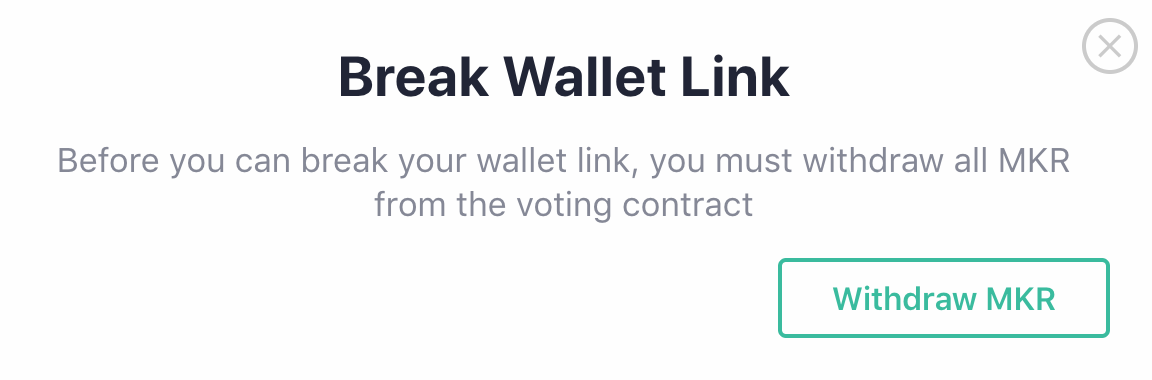 Break Wallet Link
Before you can break your wallet link, you must withdraw all MKR
from the voting contract
Withdraw MKR